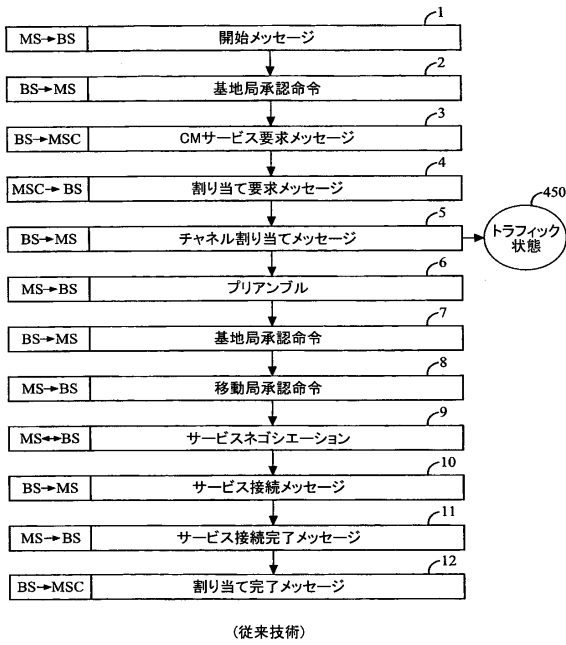 1
MS→BS 開始メッセージ
2
BS→MS 基地局承認命令
3
BS→MSC CMサービス要求メッセージ
4
MSC→BS 割り当て要求メッセージ
450
5
BS→MS チャネル割り当てメッセージ
トラフィック
状態
6
MS→BS プリアンブル
7
BS→MS 基地局承認命令
8
MS→BS 移動局承認命令
9
MS↔BS サービスネゴシエーション
10
BS→MS サービス接続メッセージ
11
MS→BS サービス接続完了メッセージ
12
BS→MSC 割り当て完了メッセージ
(従来技術)